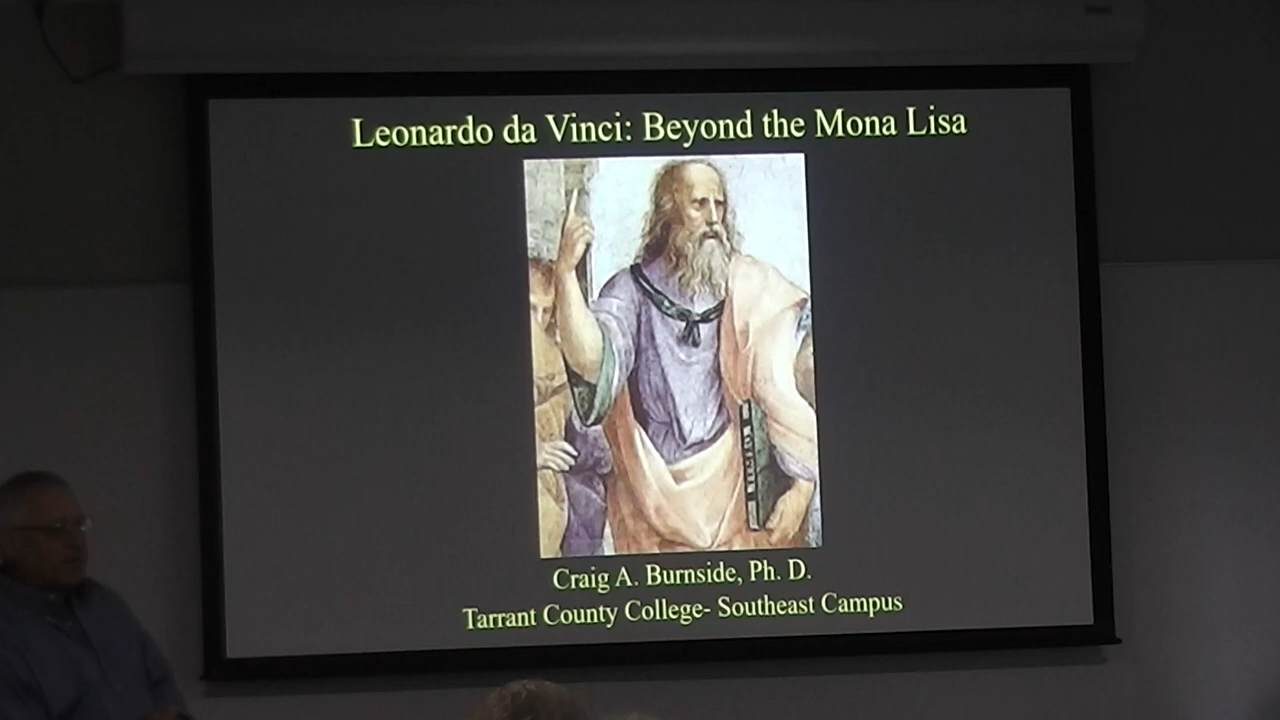 Leonardo da Vinci: Beyond the Mona Lisa
Craig A. Burnside, Ph. D.
Tarrant County College- Southeast Campus